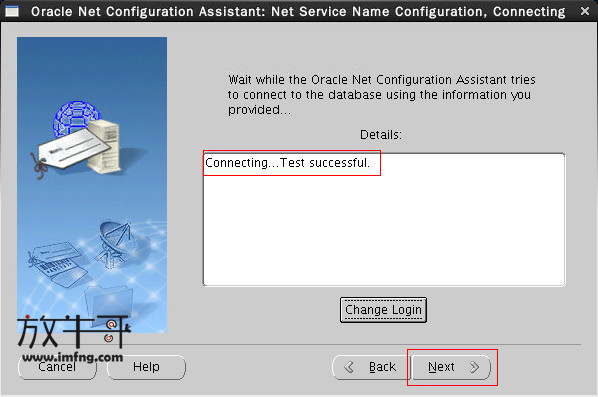 Oracle Net Configuration Assistant: Net Service Name Configuration, Connecting
Wait while the Oracle Net Configuration Assistant tries
to connect to the database using the information you
provided...
Details:
Connecting...Test successful.
Change Login
放牛哥
www.imfng.com
Cancel
Help
Back
Next